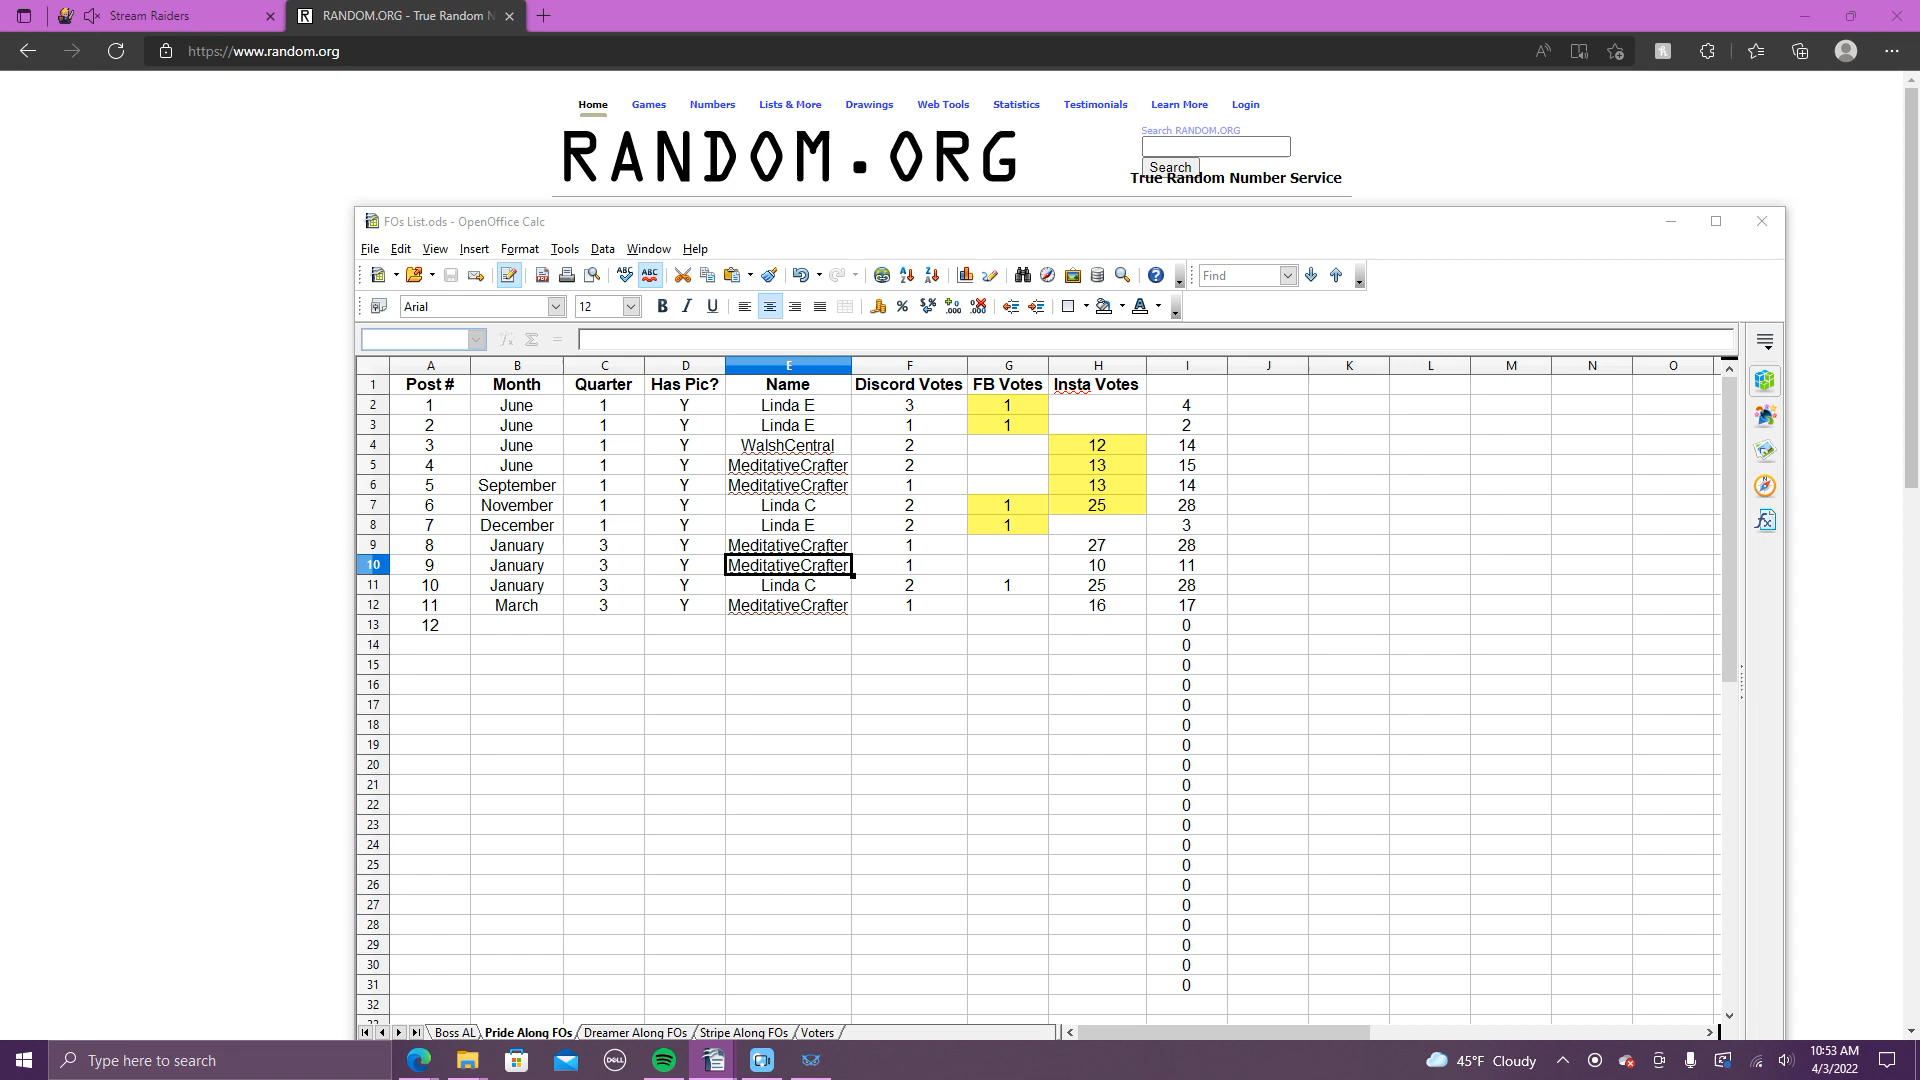 Stream Raiders
RANDOM.ORG - True Random N
https://www.random.org
Home Games Numbers Lists & More Drawings Web Tools Statistics Testimonials Learn More Login
RANDOM.ORG
Search RANDOM.ORG
Search
True Random Number Service
FOs List.ods - OpenOffice Calc
File Edit View Insert Format Tools Data Window Help
Find
Arial 12
A B C D E F G H I J K L M N O
1 Post # Month Quarter Has Pic? Name Discord Votes FB Votes Insta Votes
2 1 June 1 Y Linda E 3 1 4
3 2 June 1 Y Linda E 1 1 2
4 3 June 1 Y WalshCentral 2 12 14
5 4 June 1 Y MeditativeCrafter 2 13 15
6 5 September 1 Y MeditativeCrafter 1 13 14
7 6 November 1 Y Linda C 2 1 25 28
8 7 December 1 Y Linda E 2 1 3
9 8 January 3 Y MeditativeCrafter 1 27 28
10 9 January 3 Y MeditativeCrafter 1 10 11
11 10 January 3 Y Linda C 2 1 25 28
12 11 March 3 Y MeditativeCrafter 1 16 17
13 12 0
14 0
15 0
16 0
17 0
18 0
19 0
20 0
21 0
22 0
23 0
24 0
25 0
26 0
27 0
28 0
29 0
30 0
31 0
32
Boss AL Pride Along FOs Dreamer Along FOs Stripe Along FOs Voters
Type here to search
DELL
45°F Cloudy
10:53 AM
4/3/2022